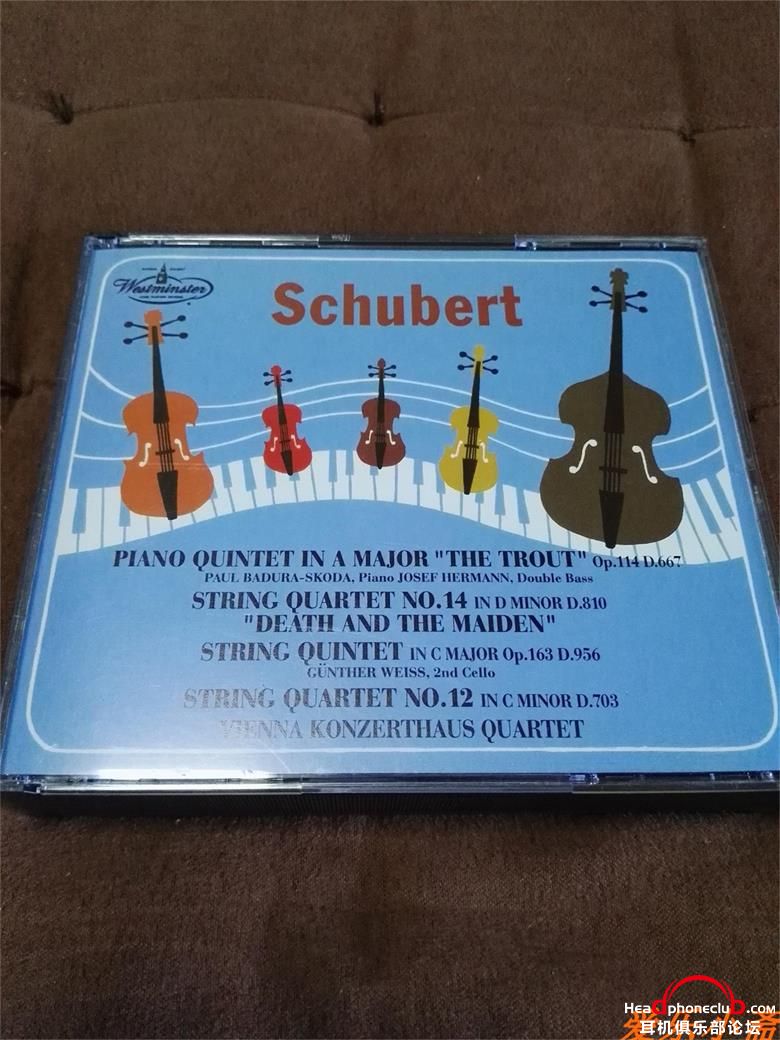 Westminster
Schubert
PIANO QUINTET IN A MAJOR "THE TROUT" Op.114 D.667
PAUL BADURA-SKODA, Piano JOSEF HERMANN, Double Bass
STRING QUARTET NO.14 IN D MINOR D.810
"DEATH AND THE MAIDEN"
STRING QUINTET IN C MAJOR Op.163 D.956
GÜNTHER WEISS, 2nd Cello
STRING QUARTET NO.12 IN C MINOR D.703
VIENNA KONZERTHAUS QUARTET
Headphoneclub.com
耳机俱乐部论坛